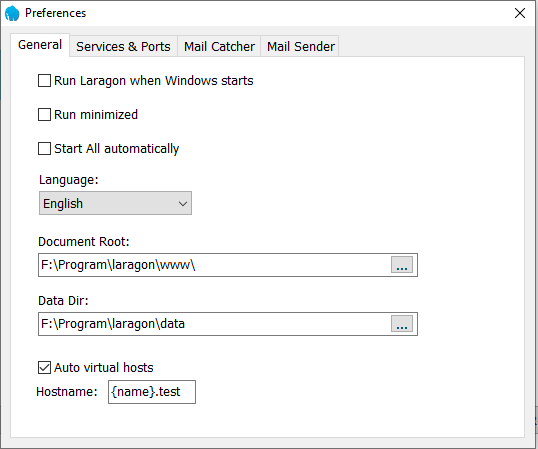 Preferences
General Services & Ports Mail Catcher Mail Sender
Run Laragon when Windows starts
Run minimized
Start All automatically
Language:
English
Document Root:
F:\Program\laragon\www\ ...
Data Dir:
F:\Program\laragon\data ...
Auto virtual hosts
Hostname: {name}.test